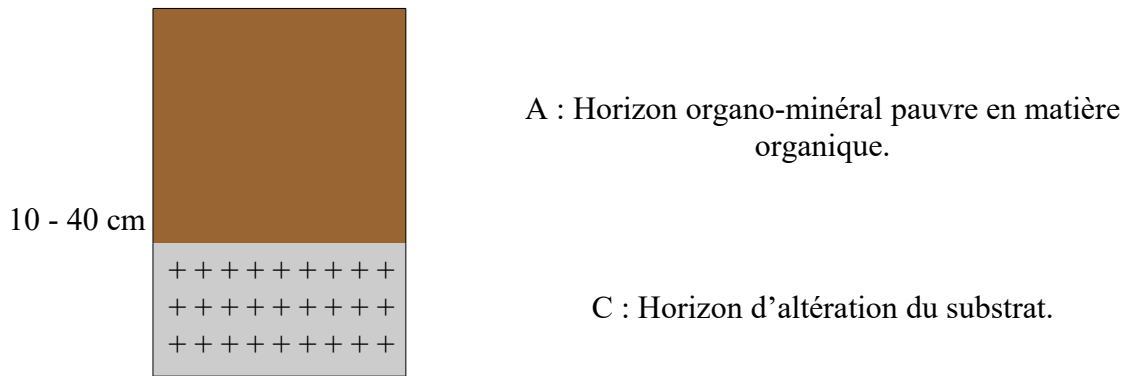 A : Horizon organo-minéral pauvre en matière
organique.
10 - 40 cm
+ + + + + + + + +
+ + + + + + + + +
+ + + + + + + + +
C : Horizon d’altération du substrat.